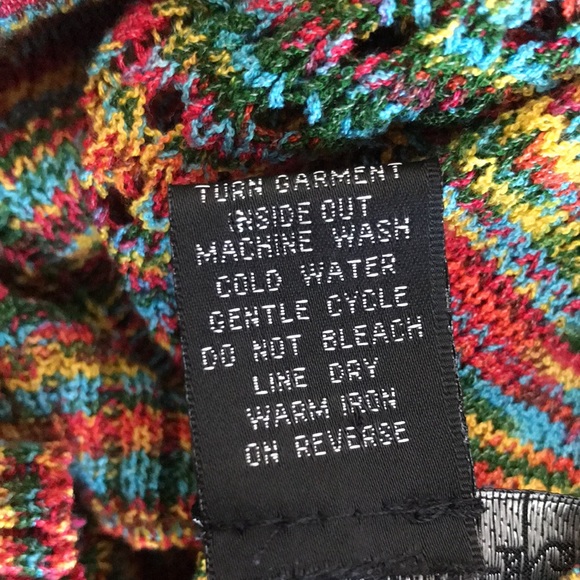 TURN GARMENT
INSIDE OUT
MACHINE WASH
COLD WATER
GENTLE CYCLE
DO NOT BLEACH
LINE DRY
WARM IRON
ON REVERSE